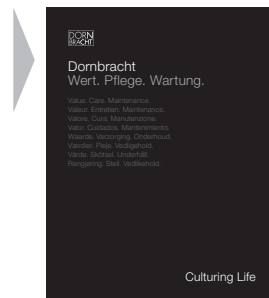 DORN
BRACHT
Dornbracht
Wert. Pflege. Wartung.
Value. Care. Maintenance.
Valeur. Entretien. Maintenance.
Valore. Cura. Manutenzione.
Valor. Cuidados. Mantenimiento.
Waarde. Verzorging. Onderhoud.
Værdier. Pleje. Vedligehold.
Värde. Skötsel. Underhåll.
Rengjøring. Stell. Vedlikehold.
Culturing Life